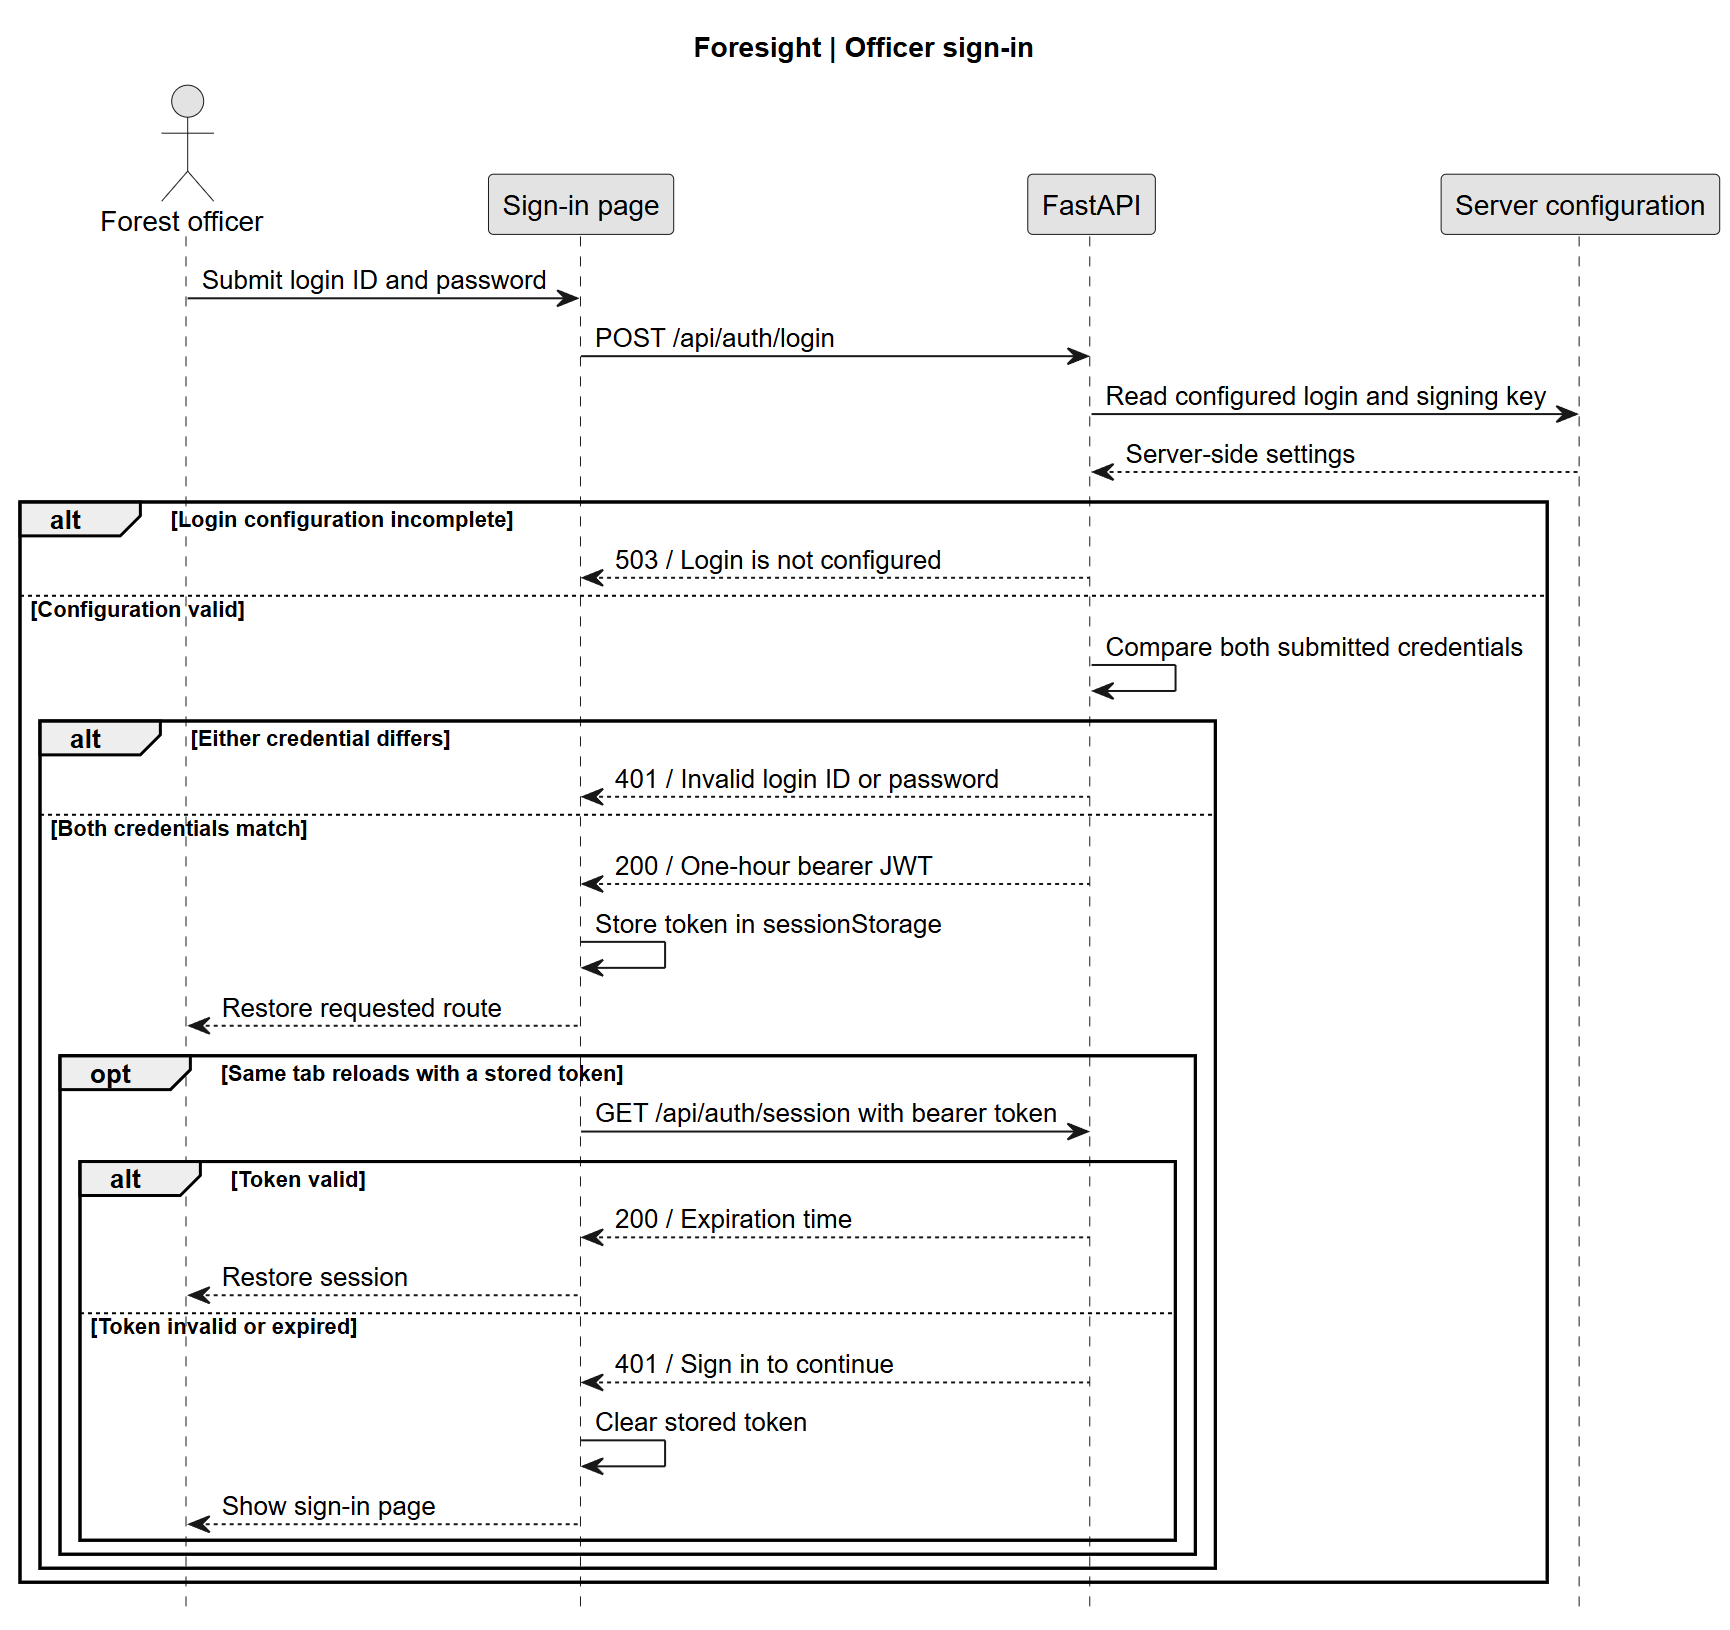 Foresight | Officer sign-in
Forest officer
Sign-in page
FastAPI
Server configuration
Submit login ID and password
POST /api/auth/login
Read configured login and signing key
Server-side settings
alt [Login configuration incomplete]
503 / Login is not configured
[Configuration valid]
Compare both submitted credentials
alt [Either credential differs]
401 / Invalid login ID or password
[Both credentials match]
200 / One-hour bearer JWT
Store token in sessionStorage
Restore requested route
opt [Same tab reloads with a stored token]
GET /api/auth/session with bearer token
alt [Token valid]
200 / Expiration time
Restore session
[Token invalid or expired]
401 / Sign in to continue
Clear stored token
Show sign-in page